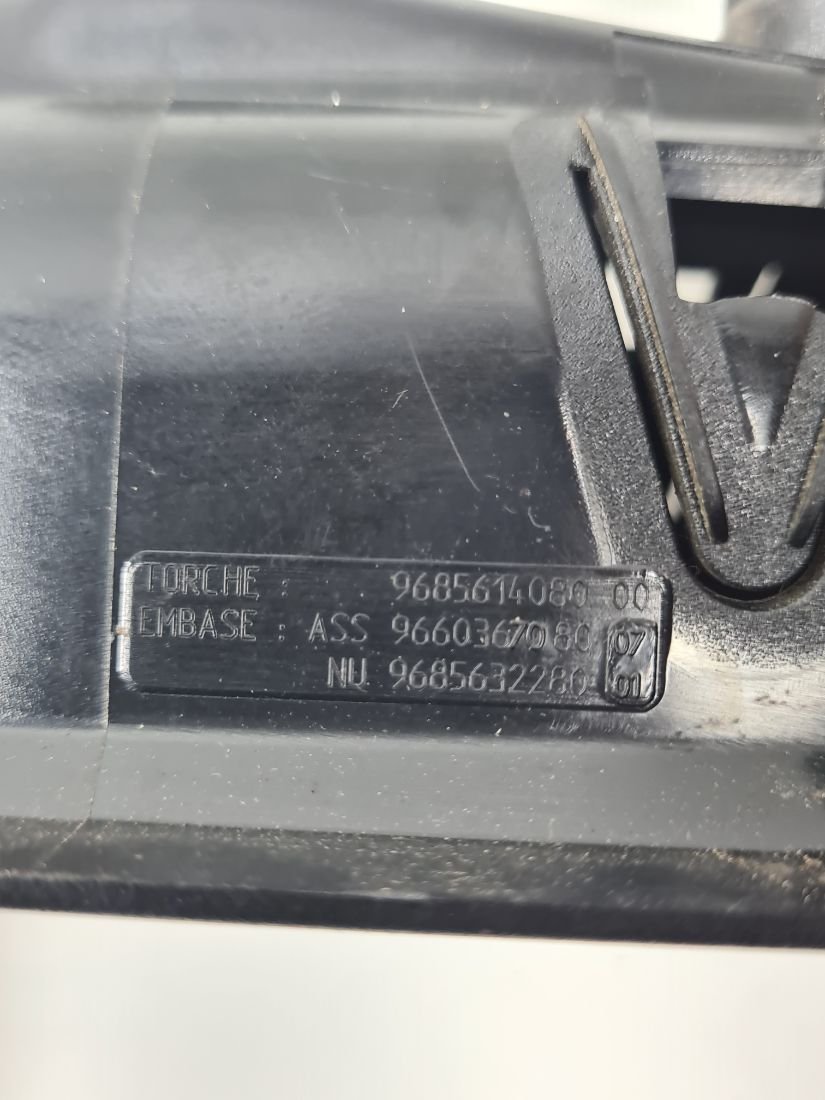 TORCHE : 9685614080 00
EMBASE : ASS 9660367080 07
NU 9685632280 01